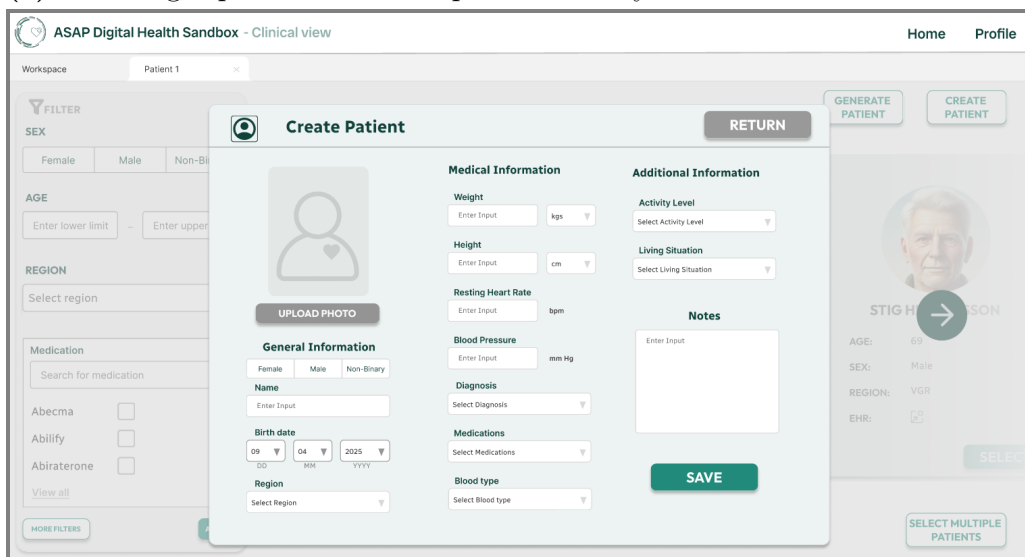 ASAP Digital Health Sandbox - Clinical view
Home Profile
Workspace Patient 1 ×
FILTER
SEX
Female Male
AGE
Enter lower limit – Enter upper
REGION
Select region
Medication
Search for medication
Abecma
Abilify
Abiraterone
View all
MORE FILTERS
GENERATE PATIENT
CREATE PATIENT
Create Patient
RETURN
UPLOAD PHOTO
General Information
Female Male Non-Binary
Name
Enter Input
Birth date
09 04 2025
DD MM YYYY
Region
Select Region
Medical Information
Weight
Enter Input kgs
Height
Enter Input cm
Resting Heart Rate
Enter Input bpm
Blood Pressure
Enter Input mm Hg
Diagnosis
Select Diagnosis
Medications
Select Medications
Blood type
Select Blood type
Additional Information
Activity Level
Select Activity Level
Living Situation
Select Living Situation
Notes
Enter Input
SAVE
STIG
AGE: 69
SEX: Male
REGION: VGR
EHR:
SELECT MULTIPLE
PATIENTS